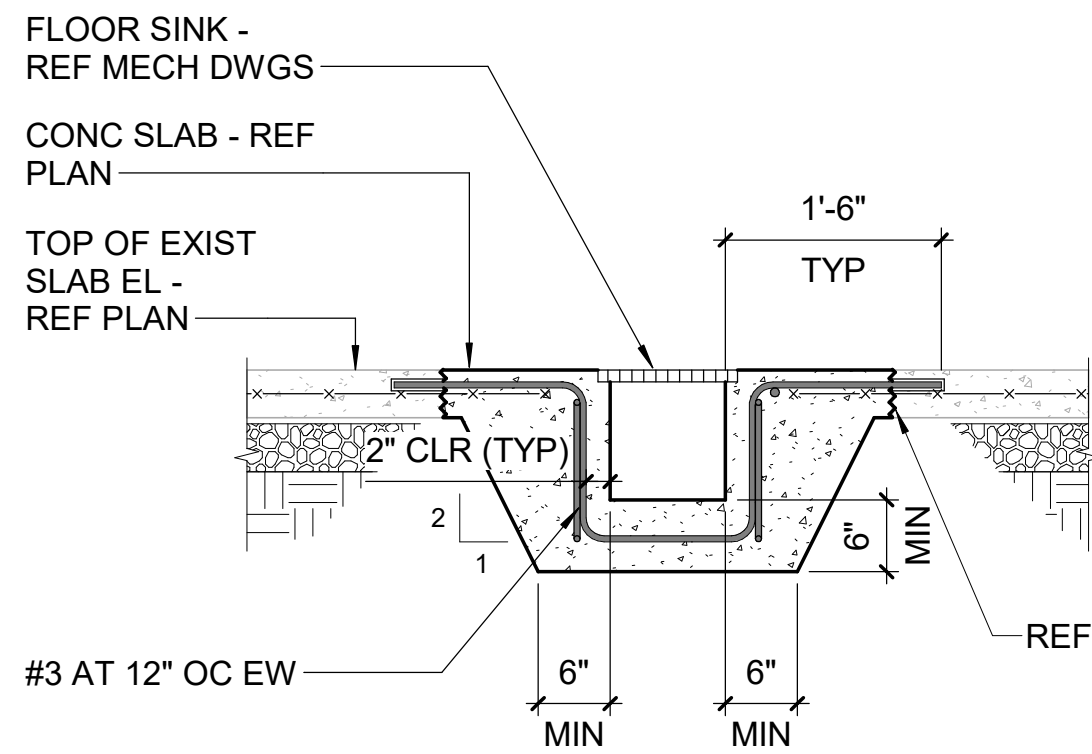 FLOOR SINK -
REF MECH DWGS
CONC SLAB - REF
PLAN
TOP OF EXIST
SLAB EL -
REF PLAN
1'-6"
TYP
2" CLR (TYP)
2
1
6"
MIN
REF
#3 AT 12" OC EW
6"
MIN
6"
MIN